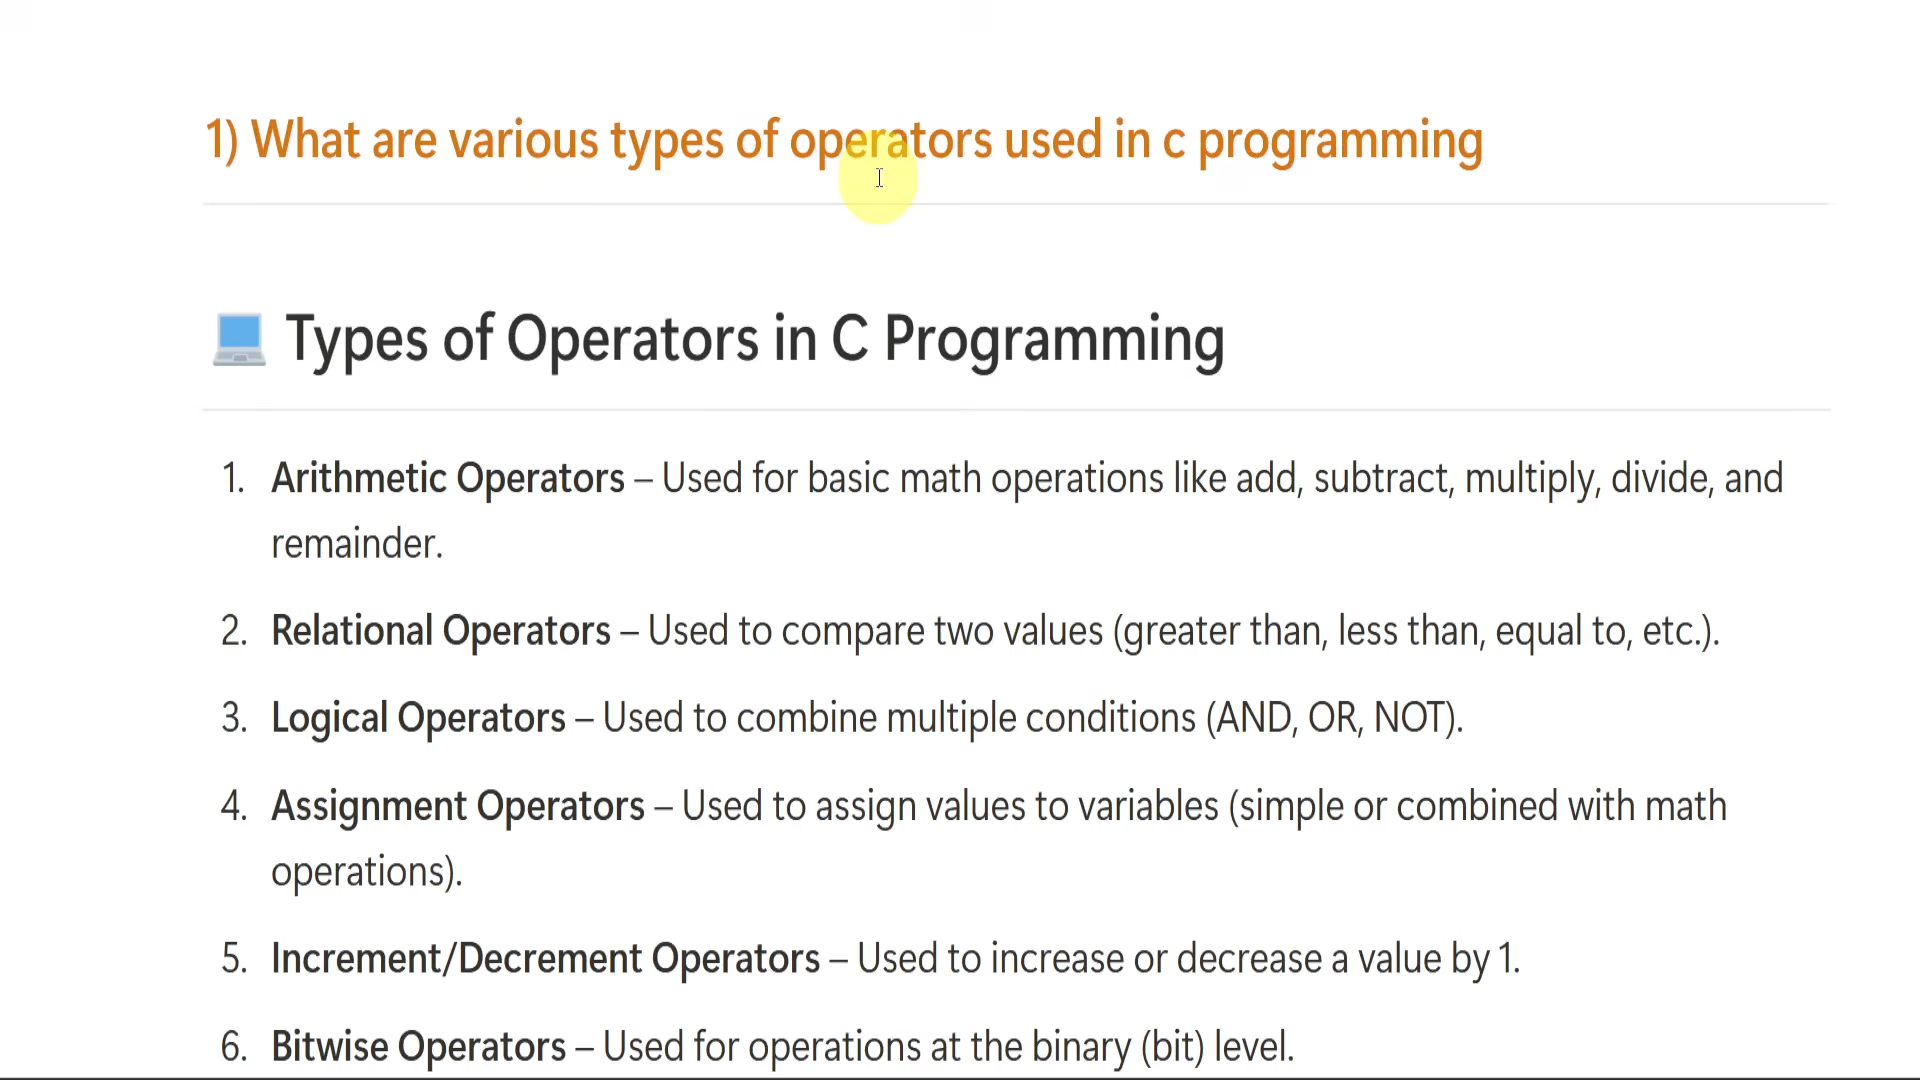 1) What are various types of operators used in c programming
💻 Types of Operators in C Programming
1. Arithmetic Operators – Used for basic math operations like add, subtract, multiply, divide, and
remainder.
2. Relational Operators – Used to compare two values (greater than, less than, equal to, etc.).
3. Logical Operators – Used to combine multiple conditions (AND, OR, NOT).
4. Assignment Operators – Used to assign values to variables (simple or combined with math
operations).
5. Increment/Decrement Operators – Used to increase or decrease a value by 1.
6. Bitwise Operators – Used for operations at the binary (bit) level.